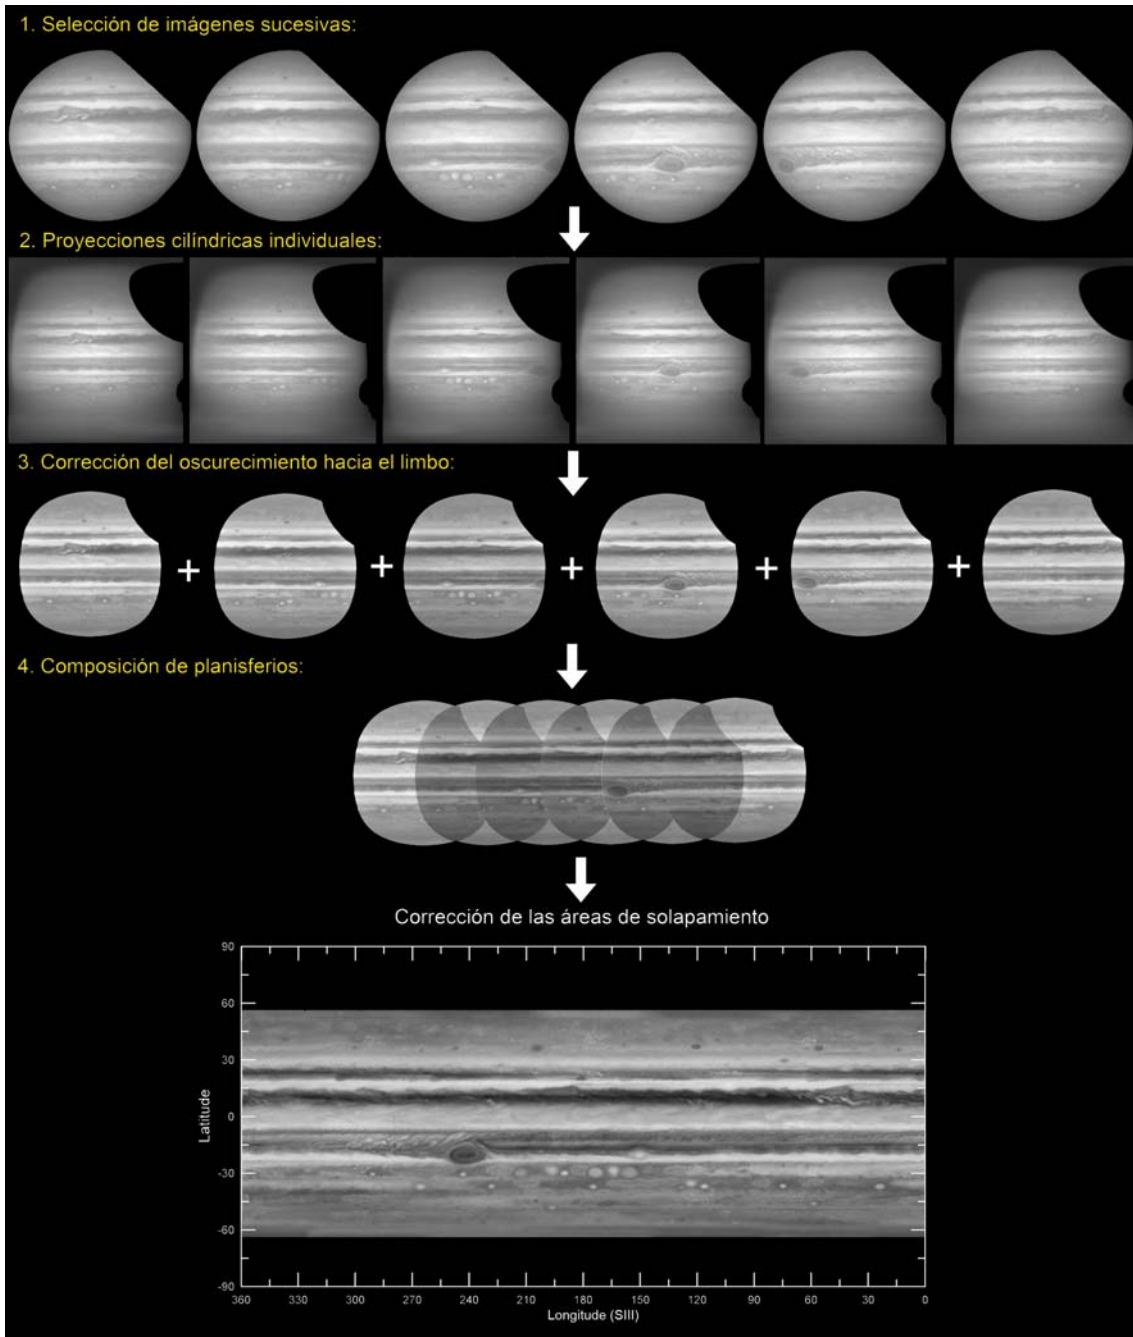 1. Selección de imágenes sucesivas:
2. Proyecciones cilíndricas individuales:
3. Corrección del oscurecimiento hacia el limbo:
+ + + + +
4. Composición de planisferios:
Corrección de las áreas de solapamiento
90
60
30
0
-30
-60
-90
Latitude
360 330 300 270 240 210 180 150 120 90 60 30 0
Longitude (SIII)